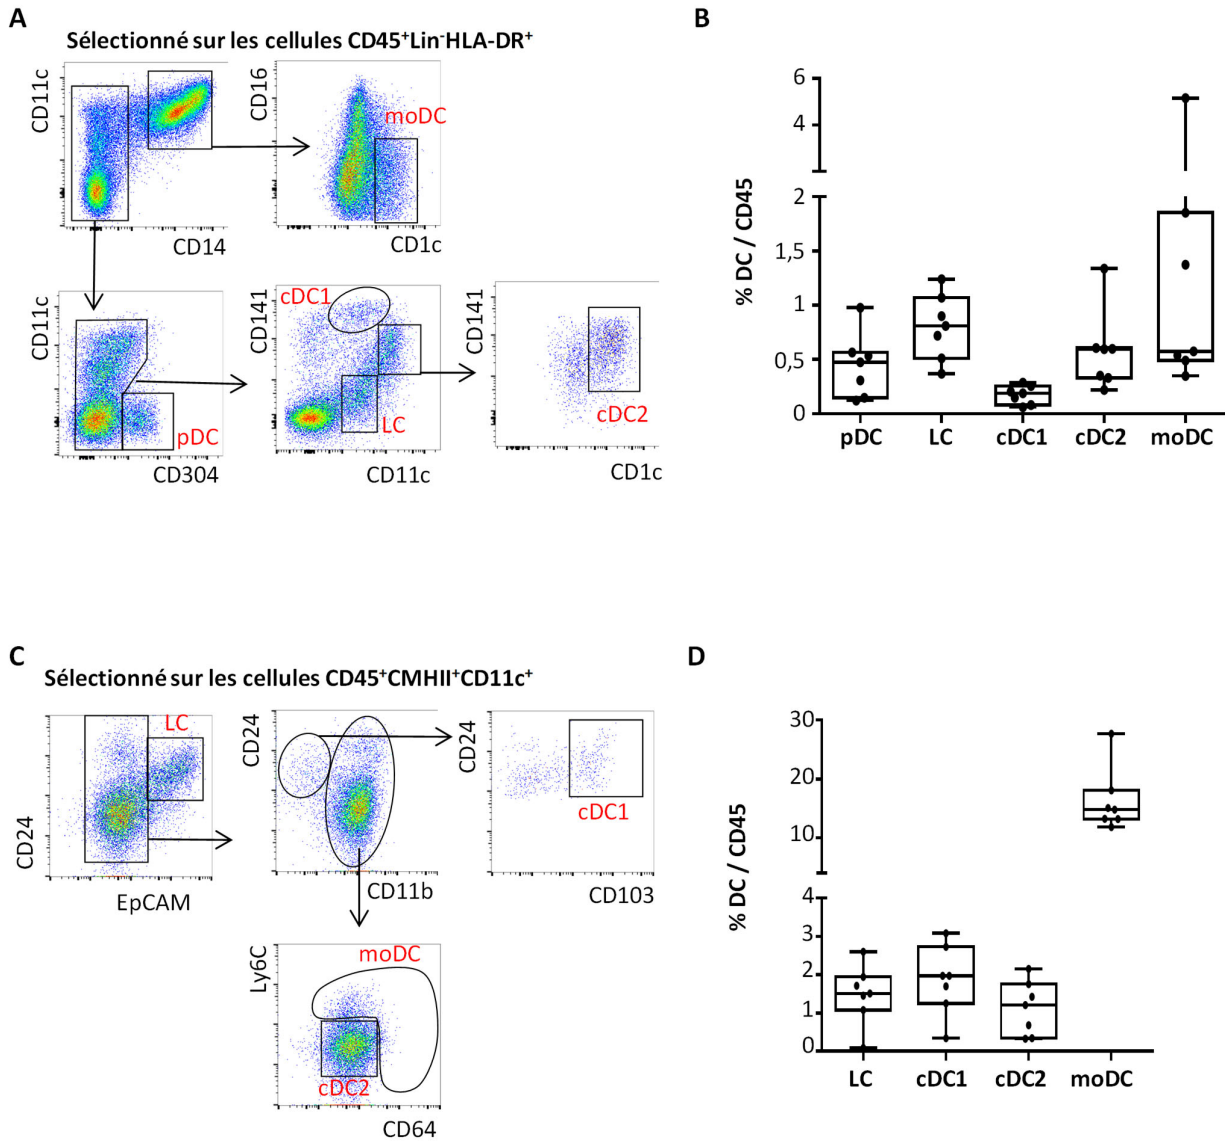 A
Sélectionné sur les cellules CD45⁺Lin⁻HLA-DR⁺
CD11c
CD14
CD16
moDC
CD1c
CD11c
pDC
CD304
CD141
cDC1
LC
CD11c
CD141
cDC2
CD1c
B
% DC / CD45
6
4
2
1,5
1
0,5
0
pDC LC cDC1 cDC2 moDC
C
Sélectionné sur les cellules CD45⁺CMHII⁺CD11c⁺
CD24
LC
EpCAM
CD24
CD11b
CD24
cDC1
CD103
Ly6C
moDC
cDC2
CD64
D
% DC / CD45
30
20
10
4
3
2
1
0
LC cDC1 cDC2 moDC